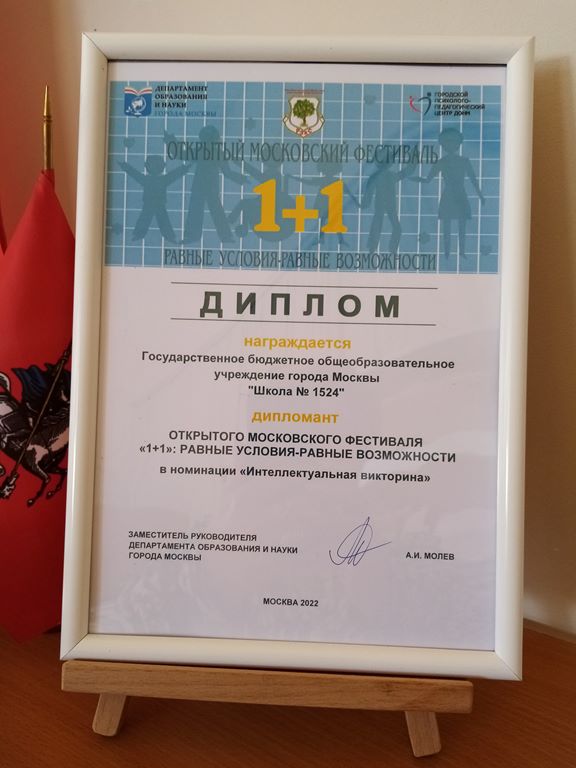 ДЕПАРТАМЕНТ
ОБРАЗОВАНИЯ
И НАУКИ
ГОРОДА МОСКВЫ
ГОРОДСКОЙ
ПСИХОЛОГО-
ПЕДАГОГИЧЕСКИЙ
ЦЕНТР ДОНМ
ОТКРЫТЫЙ МОСКОВСКИЙ ФЕСТИВАЛЬ
1+1
РАВНЫЕ УСЛОВИЯ-РАВНЫЕ ВОЗМОЖНОСТИ
ДИПЛОМ
награждается
Государственное бюджетное общеобразовательное
учреждение города Москвы
"Школа № 1524"
дипломант
ОТКРЫТОГО МОСКОВСКОГО ФЕСТИВАЛЯ
«1+1»: РАВНЫЕ УСЛОВИЯ-РАВНЫЕ ВОЗМОЖНОСТИ
в номинации «Интеллектуальная викторина»
ЗАМЕСТИТЕЛЬ РУКОВОДИТЕЛЯ
ДЕПАРТАМЕНТА ОБРАЗОВАНИЯ И НАУКИ
ГОРОДА МОСКВЫ
А.И. МОЛЕВ
МОСКВА 2022